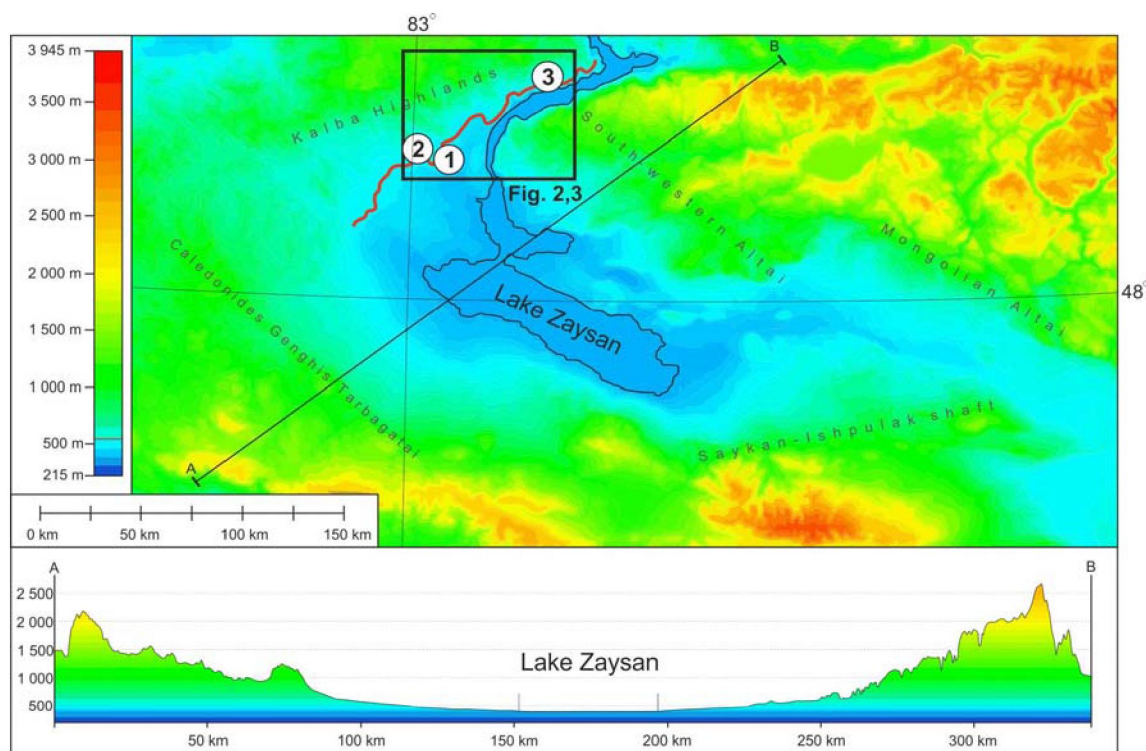 83°
3 945 m
3 500 m
3 000 m
2 500 m
2 000 m
1 500 m
1 000 m
500 m
215 m
B
Kalba Highlands
3
2
1
Fig. 2,3
South-western Altai
Mongolian Altai
48°
Caledonides Genghis Tarbagatai
Lake Zaysan
Saykan-Ishpulak shaft
A
0 km
50 km
100 km
150 km
A
B
2 500
2 000
1 500
1 000
500
Lake Zaysan
50 km
100 km
150 km
200 km
250 km
300 km